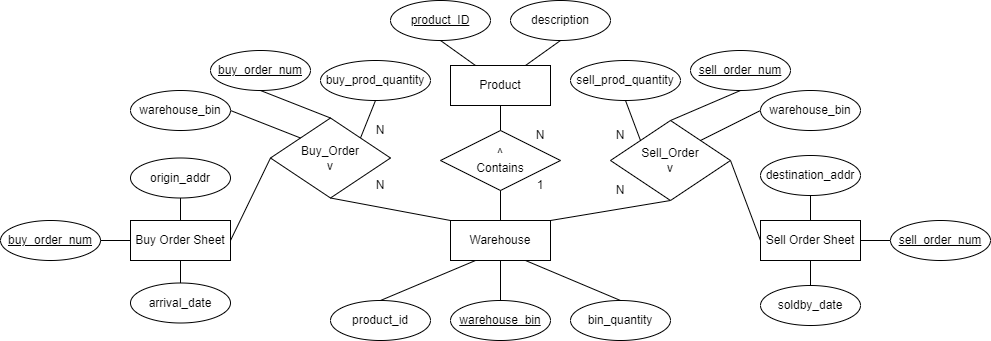 product_ID
description
buy_order_num
buy_prod_quantity
sell_prod_quantity
sell_order_num
Product
warehouse_bin
warehouse_bin
N
N
N
Buy_Order
v
^
Contains
Sell_Order
v
origin_addr
destination_addr
N
1
N
buy_order_num
Buy Order Sheet
Warehouse
Sell Order Sheet
sell_order_num
arrival_date
soldby_date
product_id
warehouse_bin
bin_quantity